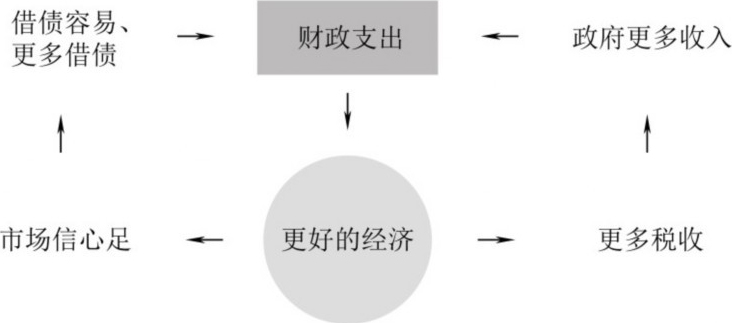 借债容易、
更多借债
财政支出
政府更多收入
市场信心足
更好的经济
更多税收